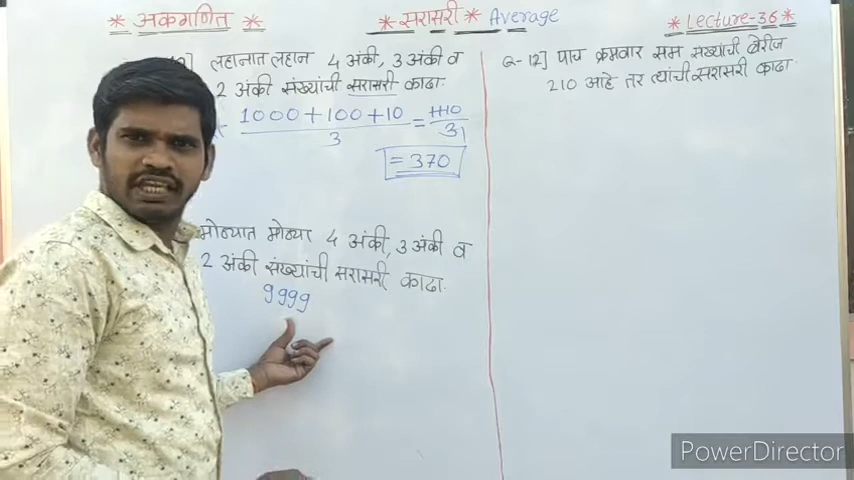 * अंकगणित *
* सरासरी * Average
* Lecture-36 *
लहानात लहान 4 अंकी, 3 अंकी व
2 अंकी संख्यांची सरासरी काढा.
1000 + 100 + 10 / 3 = 1110 / 3
= 370
मोठ्यात मोठ्या 4 अंकी, 3 अंकी व
2 अंकी संख्यांची सरासरी काढा.
9999
Q-12] पाच क्रमवार सम संख्यांची बेरीज
210 आहे तर त्यांची सरासरी काढा.
PowerDirector